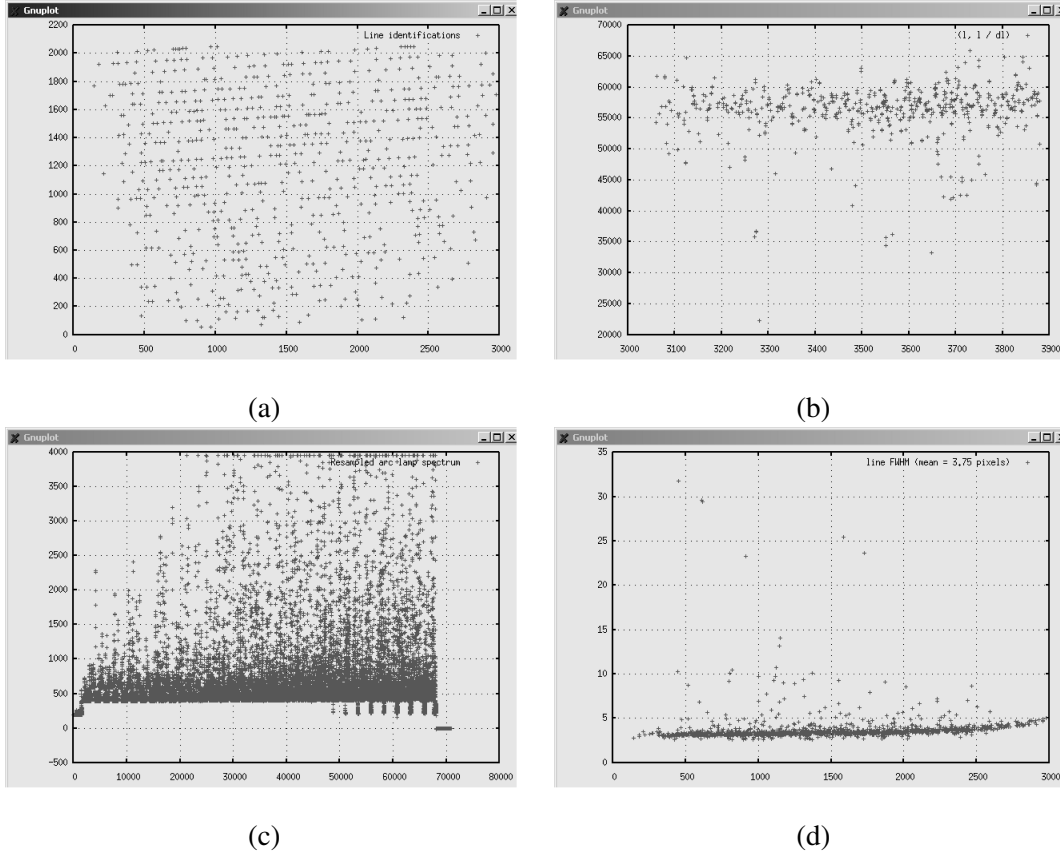 Gnuplot
Line identifications
2200
2000
1800
1600
1400
1200
1000
800
600
400
200
0
0 500 1000 1500 2000 2500 3000
(a)
Gnuplot
(l, l / dl)
70000
65000
60000
55000
50000
45000
40000
35000
30000
25000
20000
3000 3100 3200 3300 3400 3500 3600 3700 3800 3900
(b)
Gnuplot
Resampled arc lamp spectrum
4000
3500
3000
2500
2000
1500
1000
500
0
-500
0 10000 20000 30000 40000 50000 60000 70000 80000
(c)
Gnuplot
line FWHM (mean = 3.75 pixels)
35
30
25
20
15
10
5
0
0 500 1000 1500 2000 2500 3000
(d)